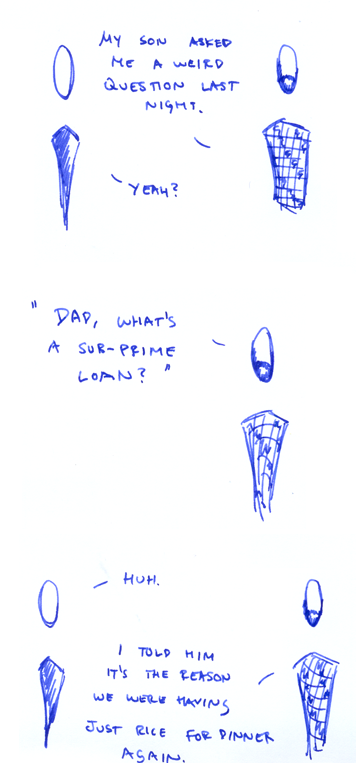 MY SON ASKED
ME A WEIRD
QUESTION LAST
NIGHT.
YEAH?
"DAD, WHAT'S
A SUB-PRIME
LOAN?"
HUH.
I TOLD HIM
IT'S THE REASON
WE WERE HAVING
JUST RICE FOR DINNER
AGAIN.